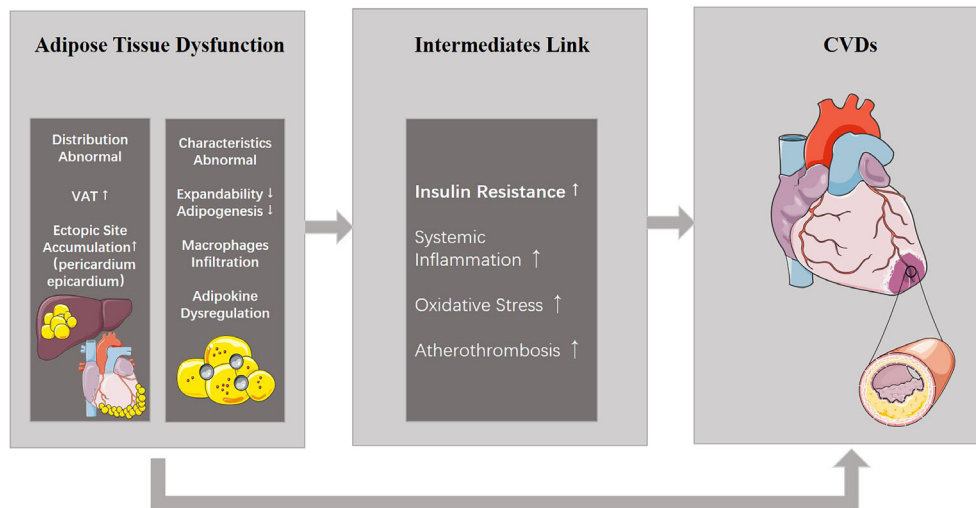 Adipose Tissue Dysfunction
Distribution
Abnormal
VAT ↑
Ectopic Site
Accumulation↑
(pericardium
epicardium)
Characteristics
Abnormal
Expandability ↓
Adipogenesis ↓
Macrophages
Infiltration
Adipokine
Dysregulation
Intermediates Link
Insulin Resistance ↑
Systemic
Inflammation ↑
Oxidative Stress ↑
Atherothrombosis ↑
CVDs